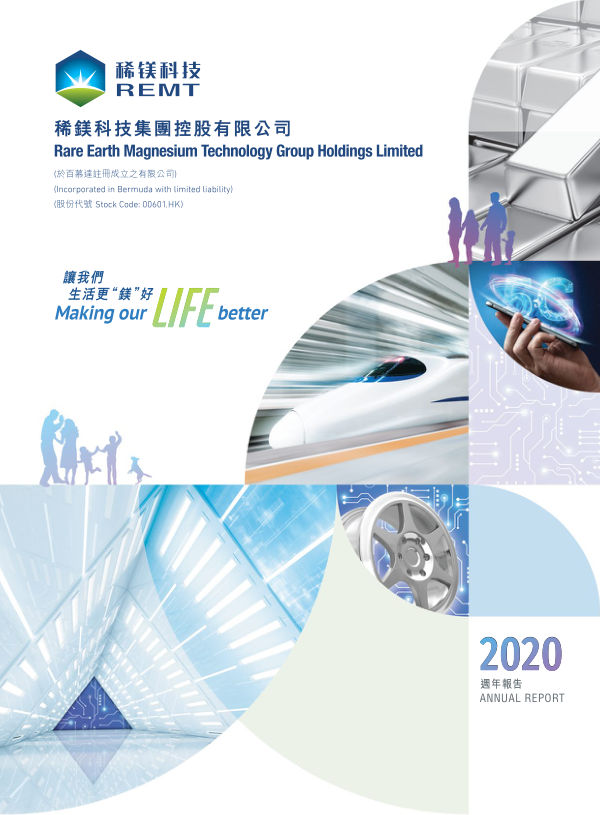 稀镁科技
REMT
稀鎂科技集團控股有限公司
Rare Earth Magnesium Technology Group Holdings Limited
(於百慕達註冊成立之有限公司)
(Incorporated in Bermuda with limited liability)
(股份代號 Stock Code: 00601.HK)
讓我們
生活更“鎂”好
Making our LIFE better
5G
2020
週年報告
ANNUAL REPORT